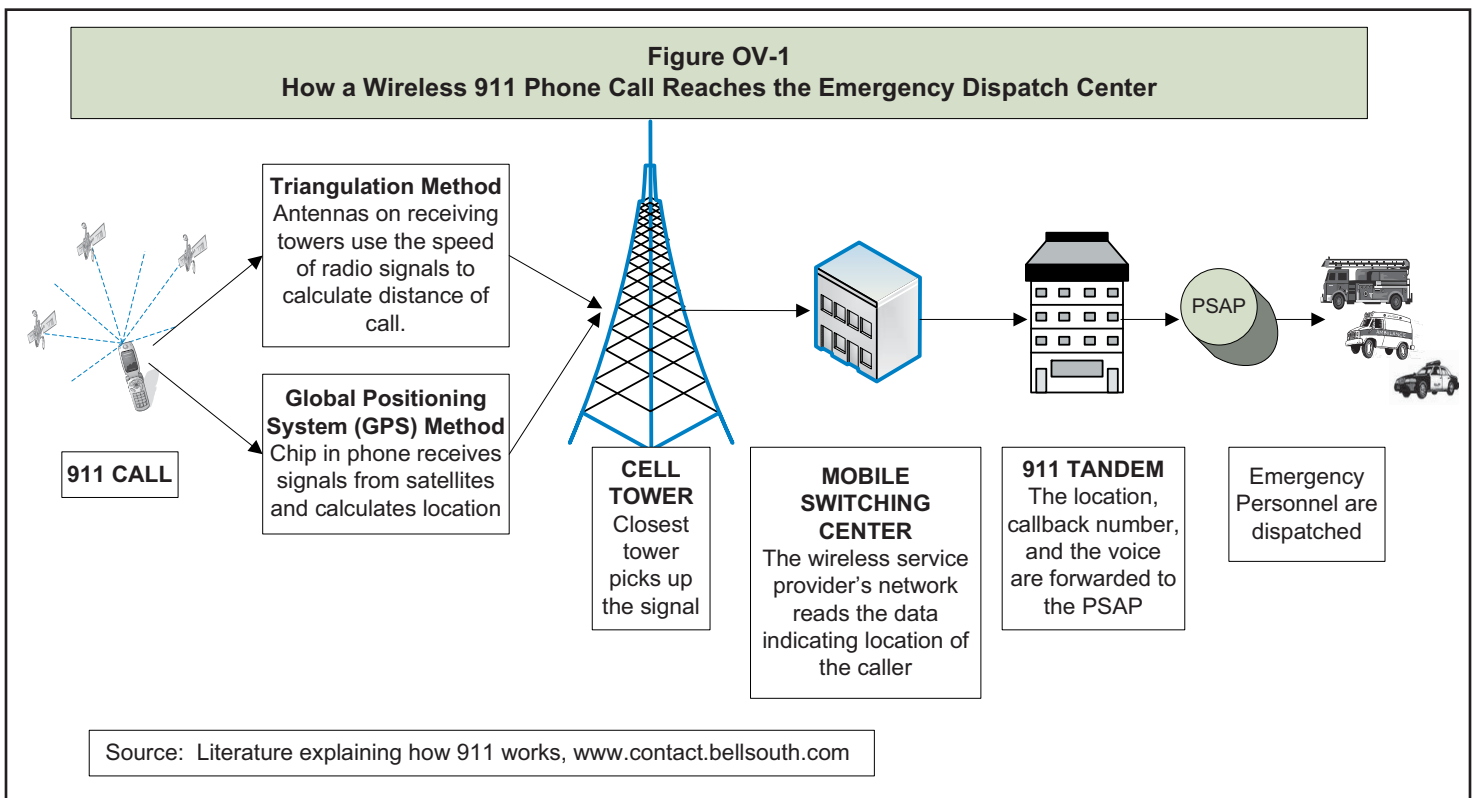 Figure OV-1
How a Wireless 911 Phone Call Reaches the Emergency Dispatch Center
Triangulation Method
Antennas on receiving
towers use the speed
of radio signals to
calculate distance of
call.
Global Positioning
System (GPS) Method
Chip in phone receives
signals from satellites
and calculates location
911 CALL
CELL
TOWER
Closest
tower
picks up
the signal
MOBILE
SWITCHING
CENTER
The wireless service
provider’s network
reads the data
indicating location of
the caller
911 TANDEM
The location,
callback number,
and the voice
are forwarded to
the PSAP
PSAP
AMBULANCE
Emergency
Personnel are
dispatched
Source: Literature explaining how 911 works, www.contact.bellsouth.com